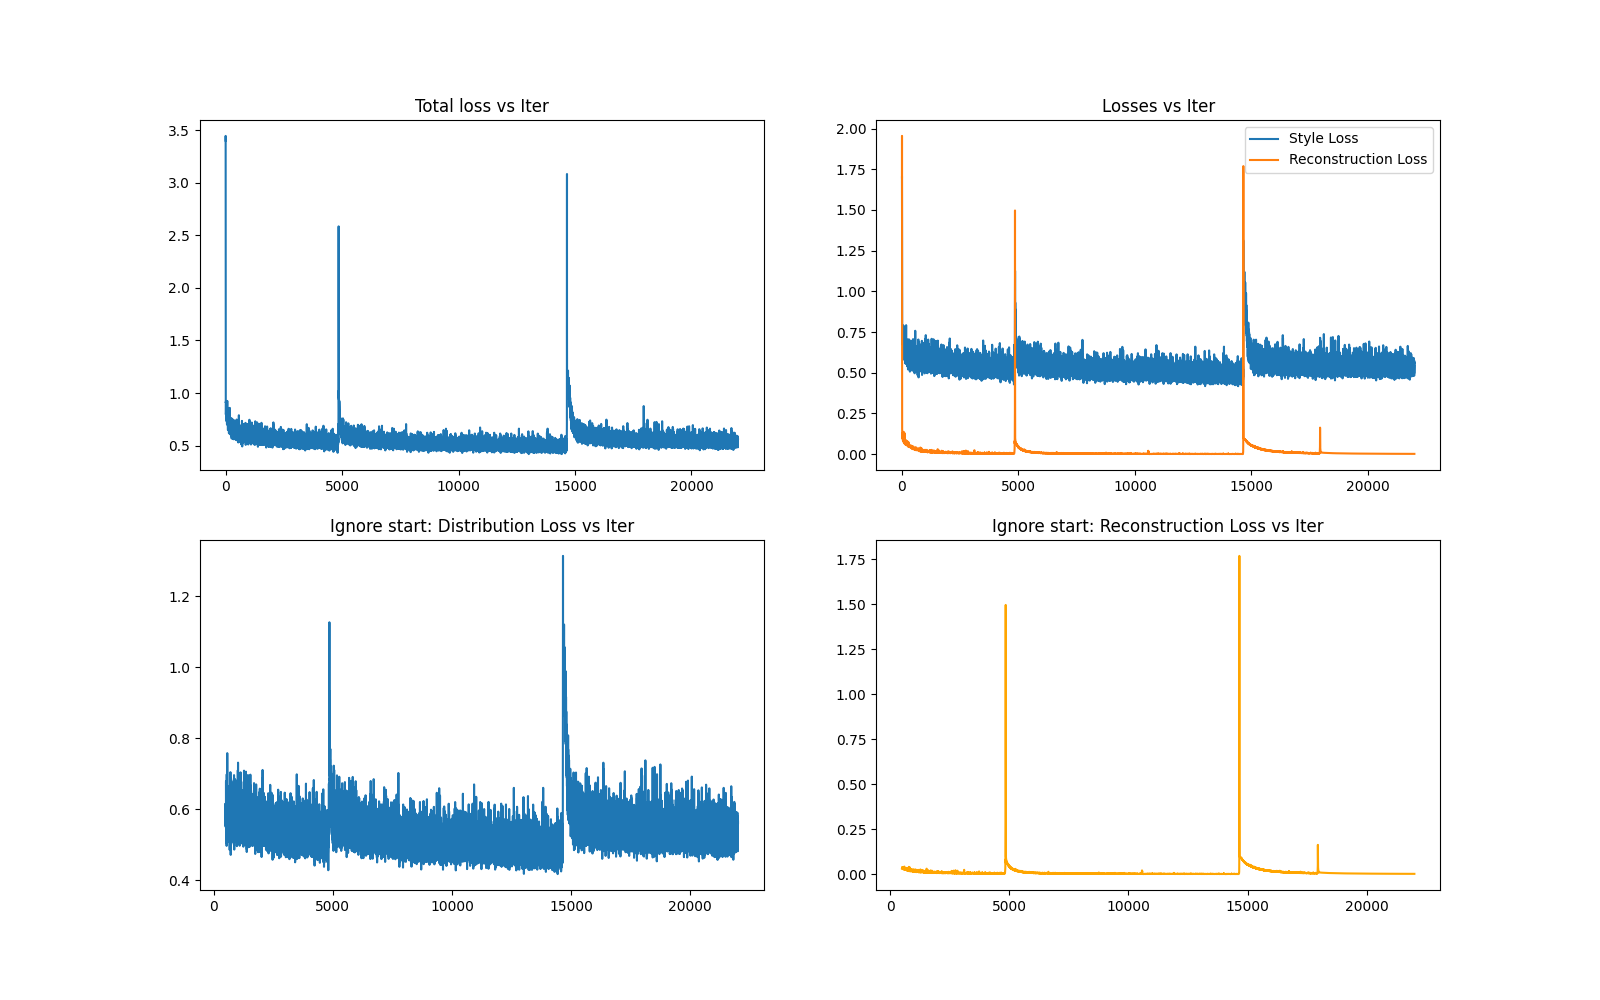 Total loss vs Iter
3.5
3.0
2.5
2.0
1.5
1.0
0.5
0 5000 10000 15000 20000
Losses vs Iter
Style Loss
Reconstruction Loss
2.00
1.75
1.50
1.25
1.00
0.75
0.50
0.25
0.00
0 5000 10000 15000 20000
Ignore start: Distribution Loss vs Iter
1.2
1.0
0.8
0.6
0.4
0 5000 10000 15000 20000
Ignore start: Reconstruction Loss vs Iter
1.75
1.50
1.25
1.00
0.75
0.50
0.25
0.00
0 5000 10000 15000 20000